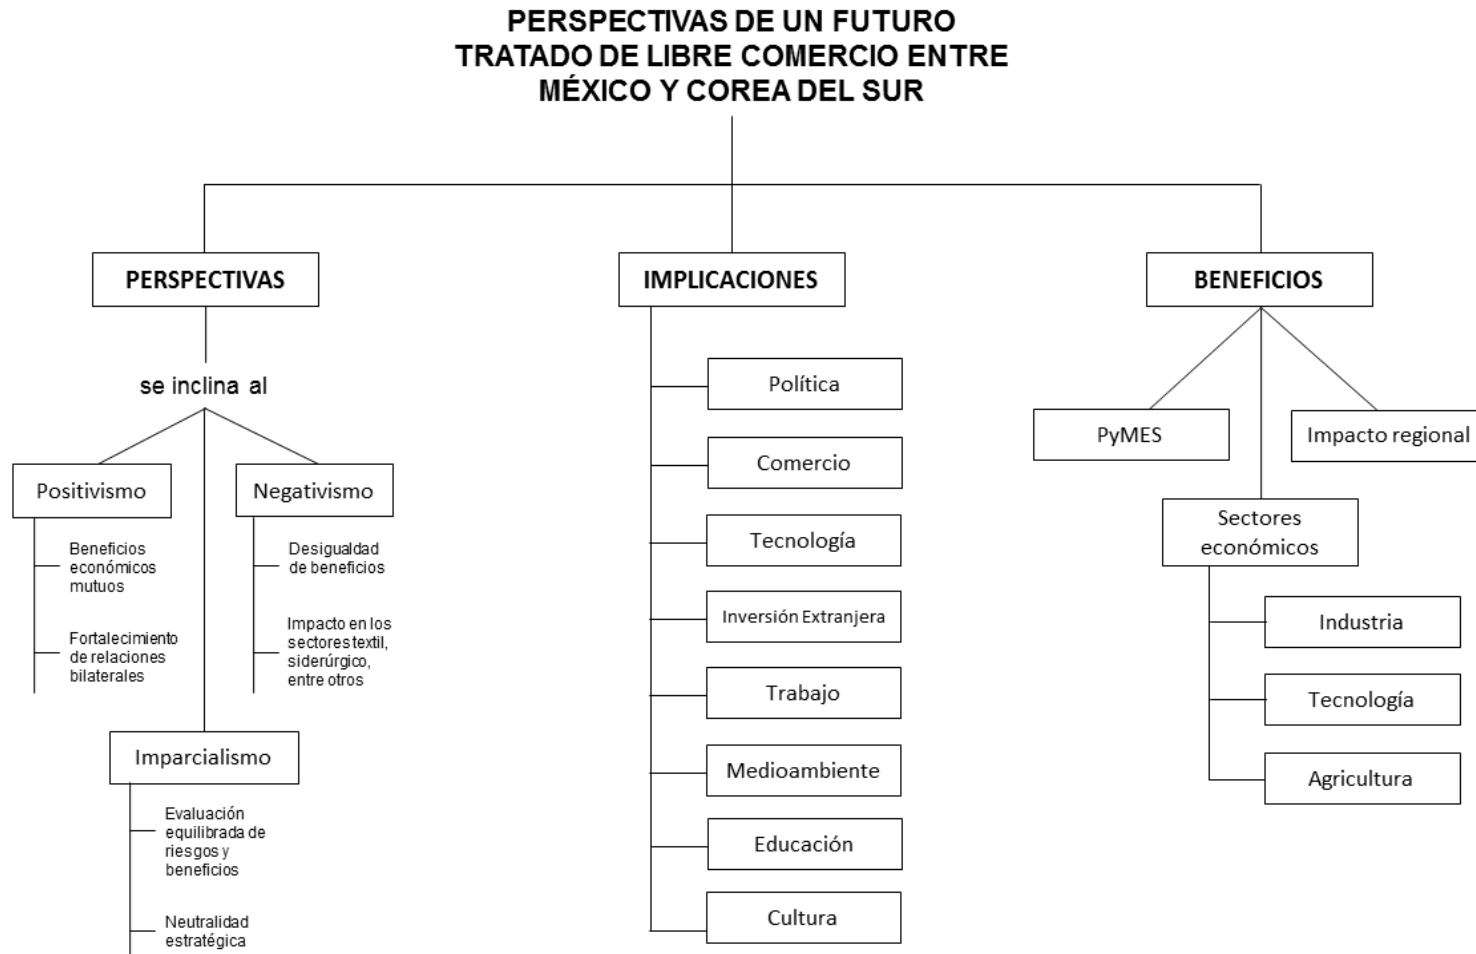 PERSPECTIVAS DE UN FUTURO
TRATADO DE LIBRE COMERCIO ENTRE
MÉXICO Y COREA DEL SUR
PERSPECTIVAS
se inclina al
Positivismo
Beneficios
económicos
mutuos
Fortalecimiento
de relaciones
bilaterales
Negativismo
Desigualdad
de beneficios
Impacto en los
sectores textil,
siderúrgico,
entre otros
Imparcialismo
Evaluación
equilibrada de
riesgos y
beneficios
Neutralidad
estratégica
IMPLICACIONES
Política
Comercio
Tecnología
Inversión Extranjera
Trabajo
Medioambiente
Educación
Cultura
BENEFICIOS
PyMES
Impacto regional
Sectores
económicos
Industria
Tecnología
Agricultura